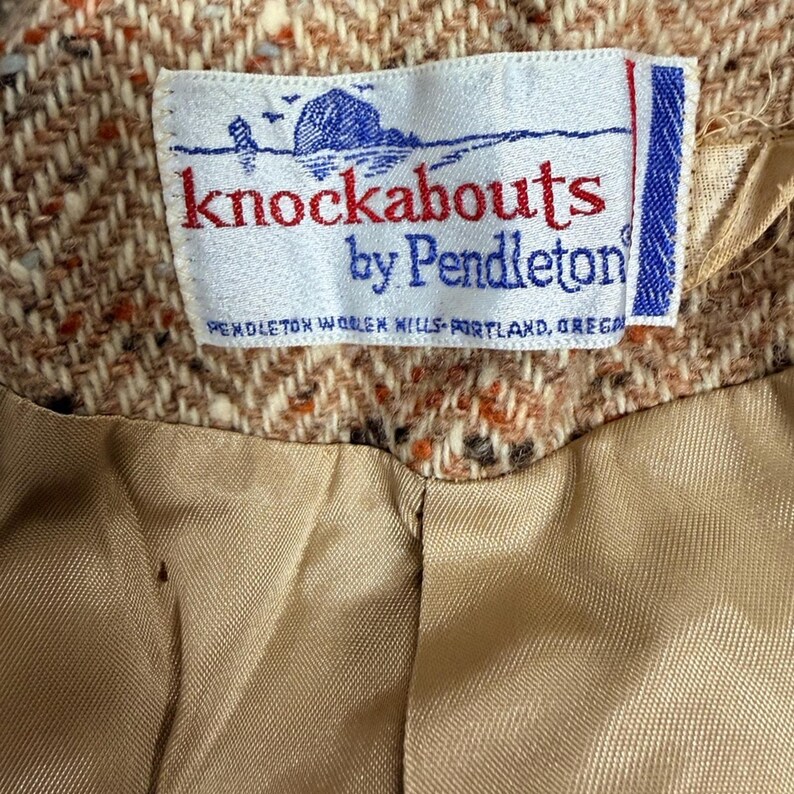 knockabouts
by Pendleton®
PENDLETON WOOLEN MILLS-PORTLAND, OREGON